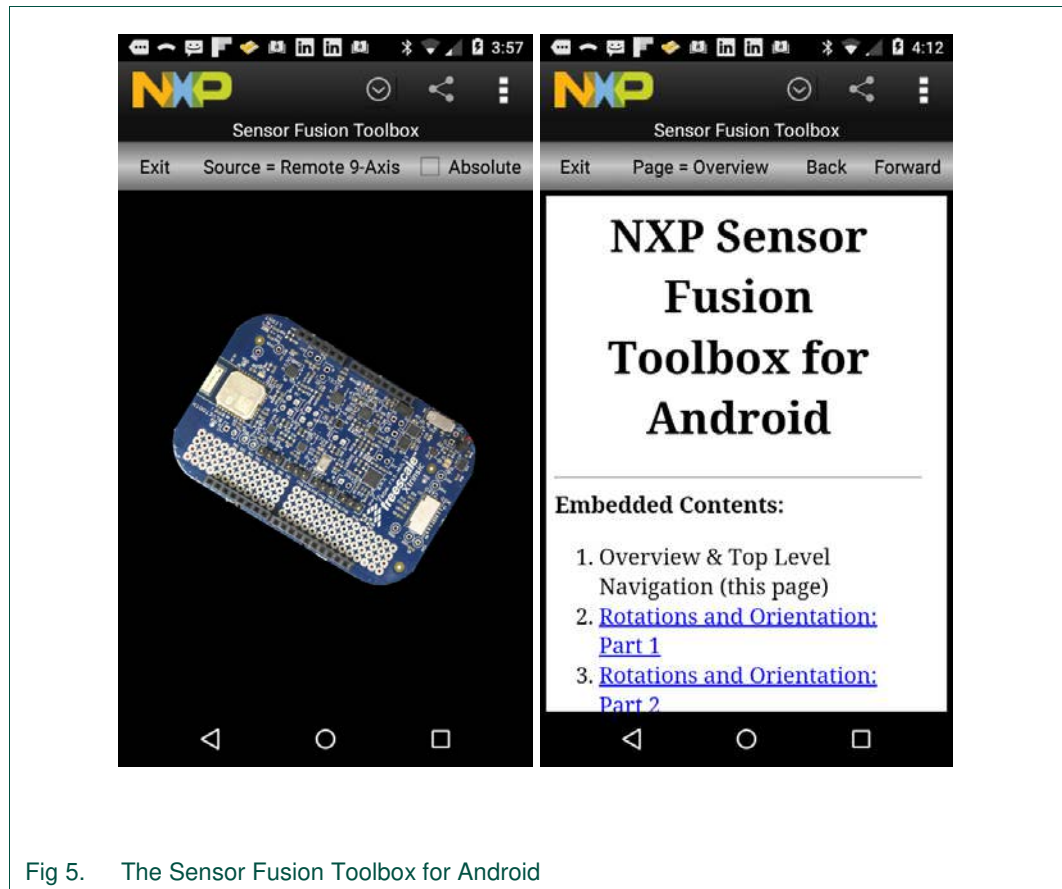 3:57
NXP
Sensor Fusion Toolbox
Exit Source = Remote 9-Axis Absolute
freescale
4:12
NXP
Sensor Fusion Toolbox
Exit Page = Overview Back Forward
NXP Sensor
Fusion
Toolbox for
Android
Embedded Contents:
1. Overview & Top Level
Navigation (this page)
2. Rotations and Orientation:
Part 1
3. Rotations and Orientation:
Part 2
Fig 5. The Sensor Fusion Toolbox for Android